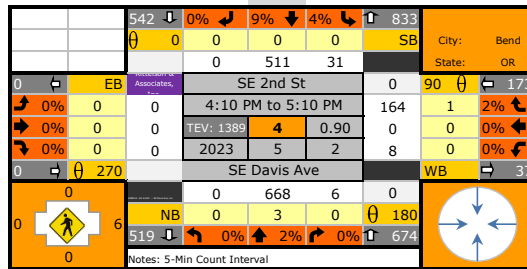 542 0% 9% 4% 833
θ 0 0 0 0 SB City: Bend
0 511 31 State: OR
0 EB Associates, SE 2nd St 0 90 θ 17
0% 0 0 4:10 PM to 5:10 PM 164 1 2%
0% 0 0 TEV: 1389 4 0.90 0 0 0%
0% 0 0 2023 5 2 8 0 0%
0 θ 270 SE Davis Ave WB 3
0 0 668 6 0
NB 0 3 0 θ 180
0 6
519 0% 2% 0% 674
0
Notes: 5-Min Count Interval